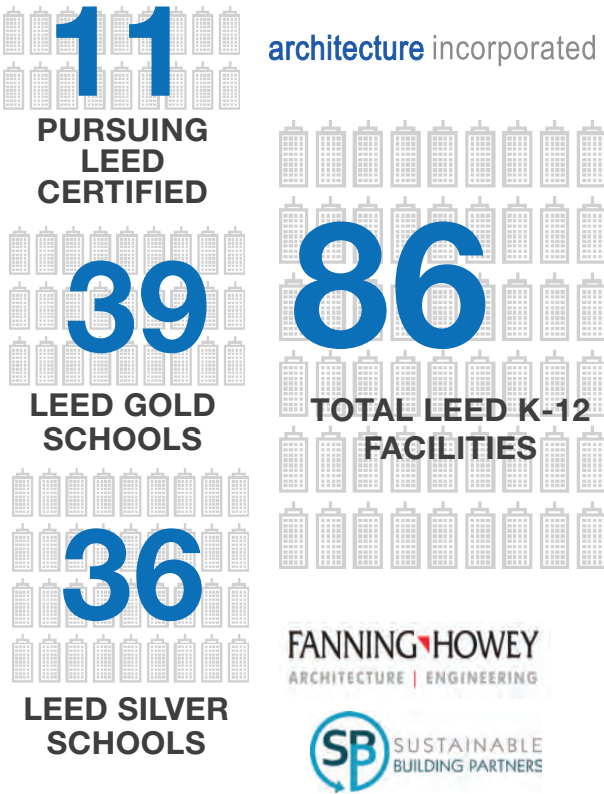 11
PURSUING
LEED
CERTIFIED
39
LEED GOLD
SCHOOLS
36
LEED SILVER
SCHOOLS
architecture incorporated
86
TOTAL LEED K-12
FACILITIES
FANNING HOWEY
ARCHITECTURE | ENGINEERING
SBP
SUSTAINABLE
BUILDING PARTNERS